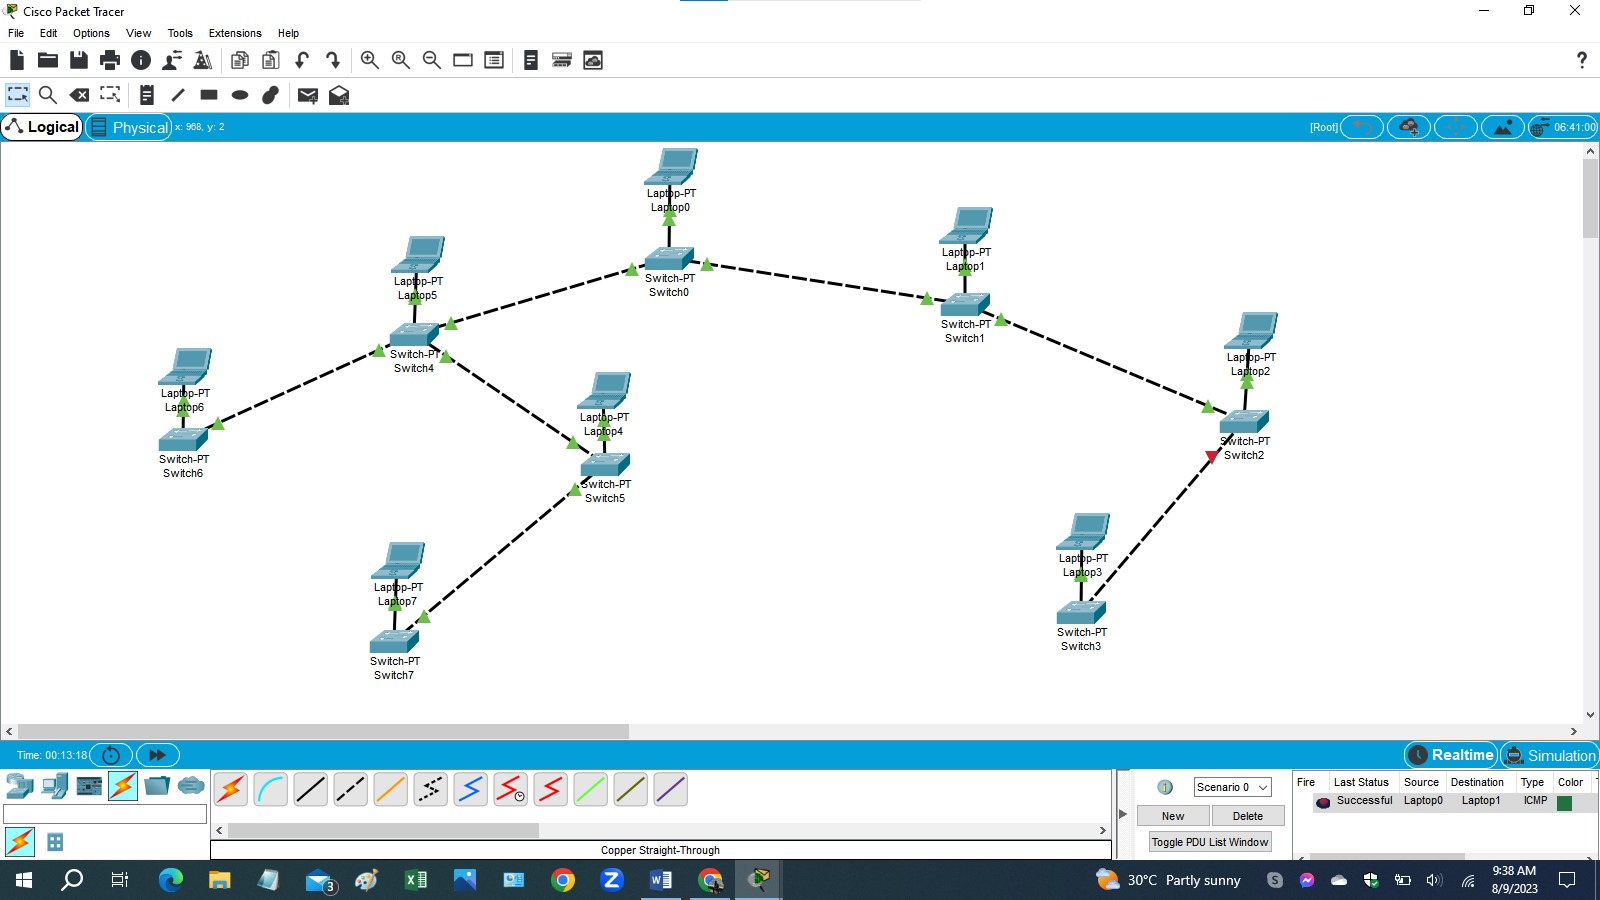 Cisco Packet Tracer
File Edit Options View Tools Extensions Help
?
Logical Physical x: 968, y: 2 [Root] 06:41:00
Laptop-PT
Laptop0
Switch-PT
Switch0
Laptop-PT
Laptop1
Switch-PT
Switch1
Laptop-PT
Laptop5
Switch-PT
Switch4
Laptop-PT
Laptop2
Switch-PT
Switch2
Laptop-PT
Laptop6
Switch-PT
Switch6
Laptop-PT
Laptop4
Switch-PT
Switch5
Laptop-PT
Laptop3
Switch-PT
Switch3
Laptop-PT
Laptop7
Switch-PT
Switch7
Time: 00:13:18 Realtime Simulation
Scenario 0
New Delete
Toggle PDU List Window
Fire Last Status Source Destination Type Color
Successful Laptop0 Laptop1 ICMP
Copper Straight-Through
3
30°C Partly sunny
9:38 AM
8/9/2023